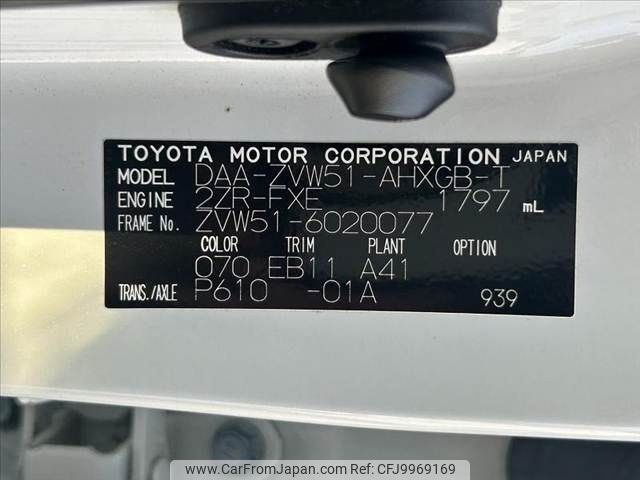 TOYOTA MOTOR CORPORATION JAPAN
MODEL DAA-ZVW51-AHXGB-T
ENGINE 2ZR-FXE 1797 mL
FRAME No. ZVW51-6020077
COLOR TRIM PLANT OPTION
070 EB11 A41
TRANS./AXLE P610 -01A 939
www.CarFromJapan.com - CFJ9969169